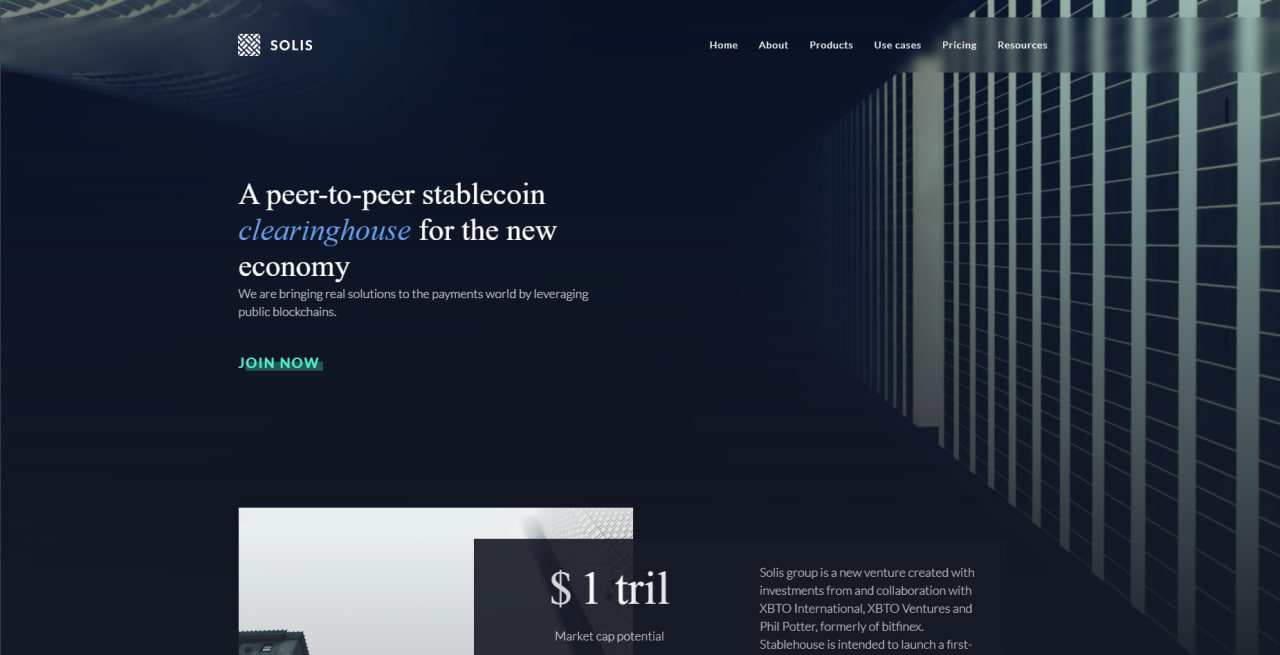 SOLIS
Home About Products Use cases Pricing Resources
A peer-to-peer stablecoin
clearinghouse for the new
economy
We are bringing real solutions to the payments world by leveraging
public blockchains.
JOIN NOW
$ 1 tril
Market cap potential
Solis group is a new venture created with
investments from and collaboration with
XBTO International, XBTO Ventures and
Phil Potter, formerly of bitfinex.
Stablehouse is intended to launch a first-